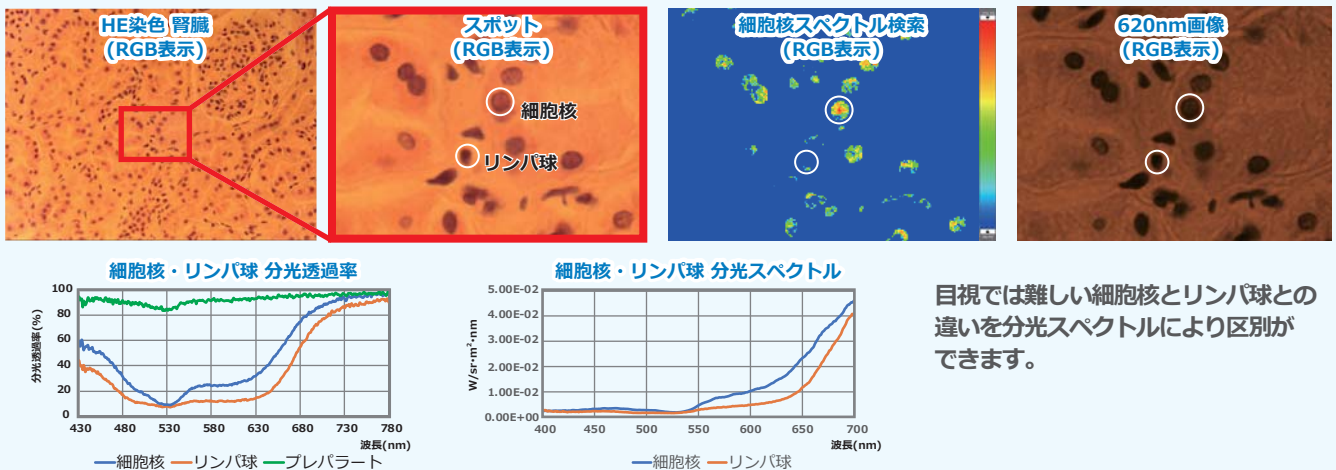 HE染色 腎臓
(RGB表示)
スポット
(RGB表示)
細胞核
リンパ球
細胞核スペクトル検索
(RGB表示)
620nm画像
(RGB表示)
細胞核・リンパ球 分光透過率
分光透過率(%)
100
80
60
40
20
0
430 480 530 580 630 680 730 780
波長(nm)
細胞核 リンパ球 プレパラート
細胞核・リンパ球 分光スペクトル
W/sr・m²・nm
5.00E-02
4.00E-02
3.00E-02
2.00E-02
1.00E-02
0.00E+00
400 450 500 550 600 650 700
波長(nm)
細胞核 リンパ球
目視では難しい細胞核とリンパ球との
違いを分光スペクトルにより区別が
できます。